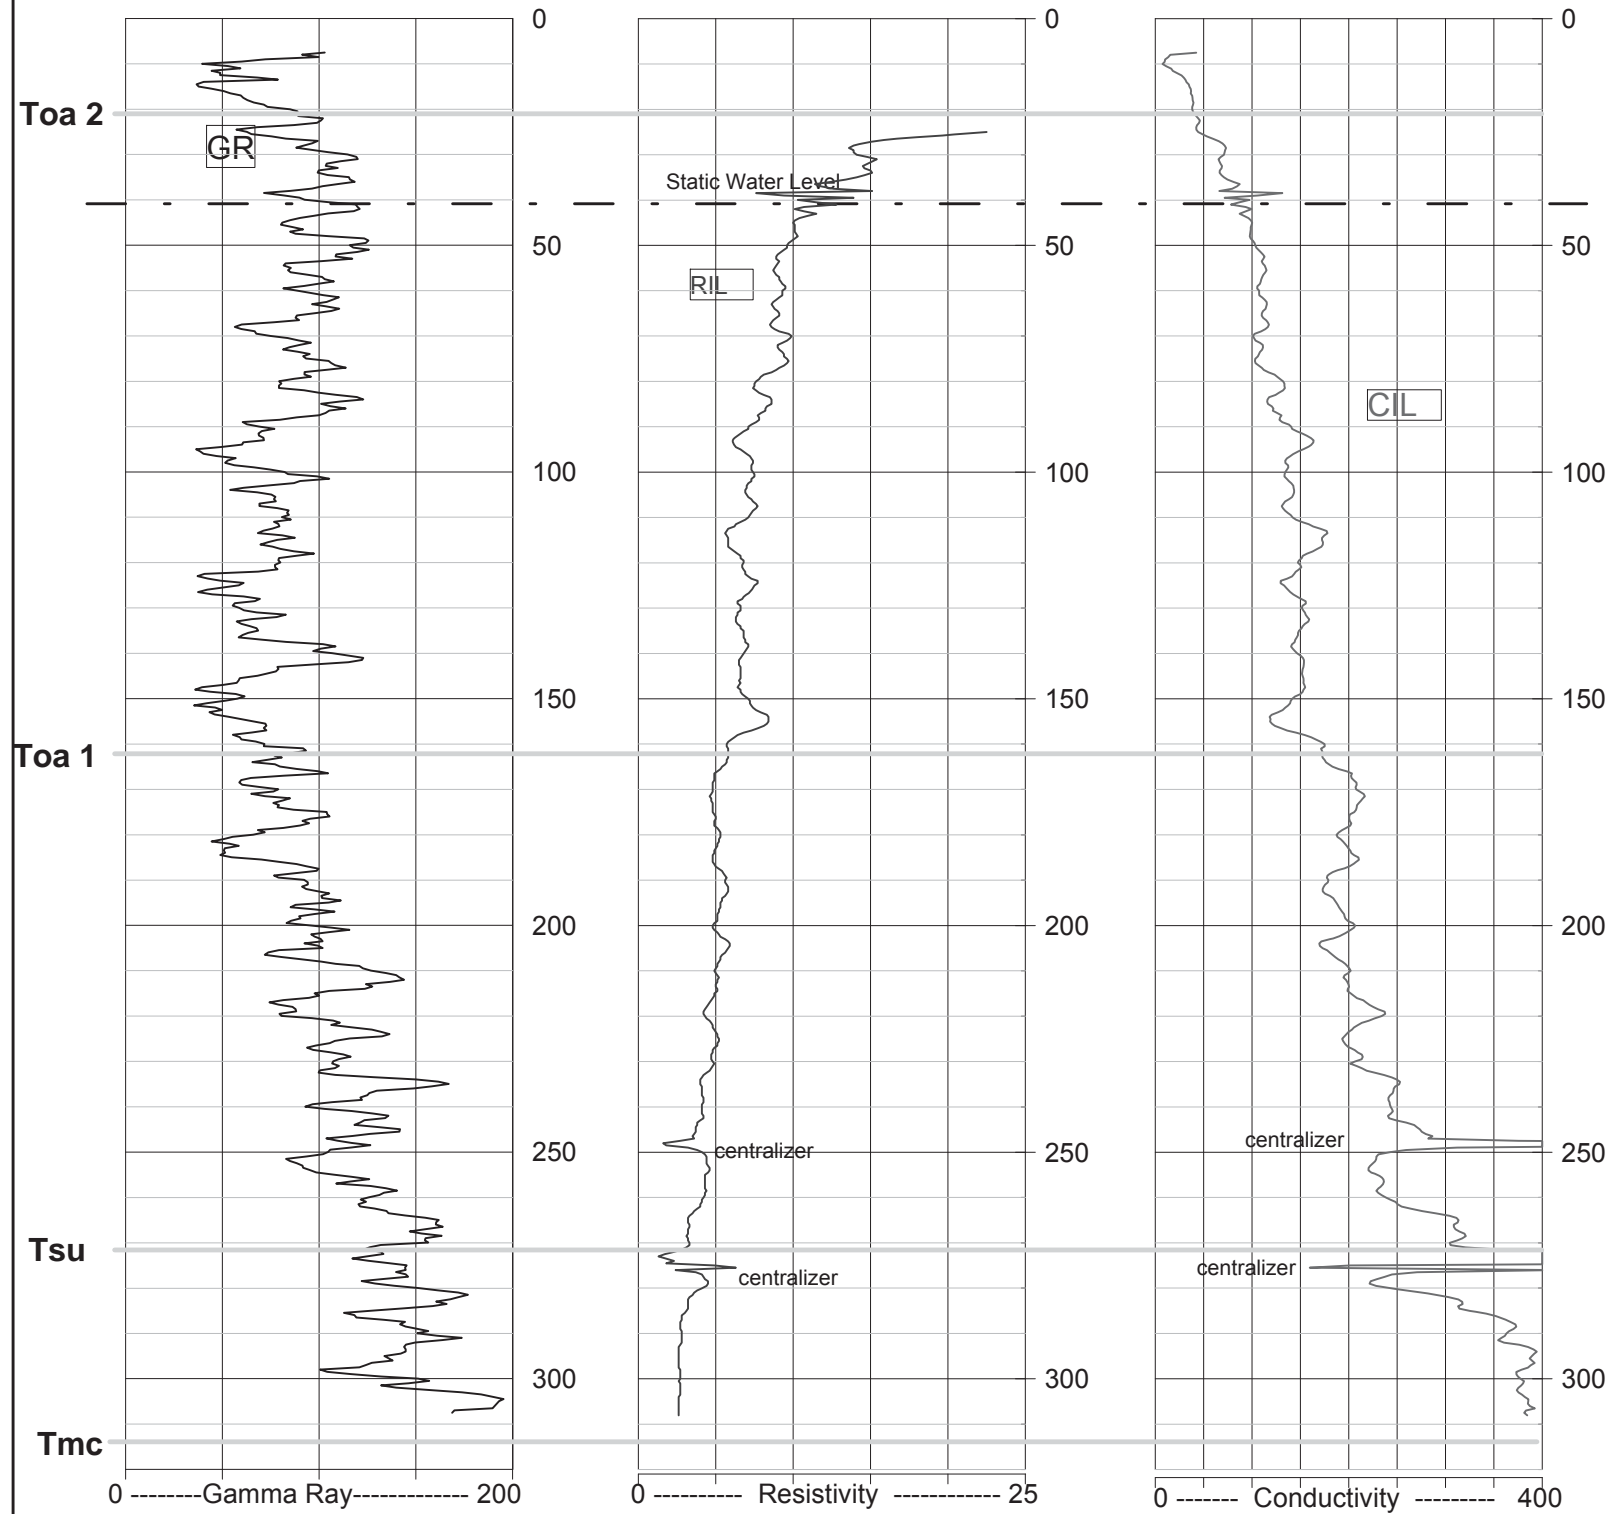 0 0 0
Toa 2
GR
Static Water Level
50 50 50
RIL
CIL
100 100 100
150 150 150
Toa 1
200 200 200
centralizer
centralizer
250 250 250
Tsu
centralizer
centralizer
300 300 300
Tmc
0 --------Gamma Ray------------- 200 0 ---------- Resistivity ------------ 25 0 ------- Conductivity --------- 400